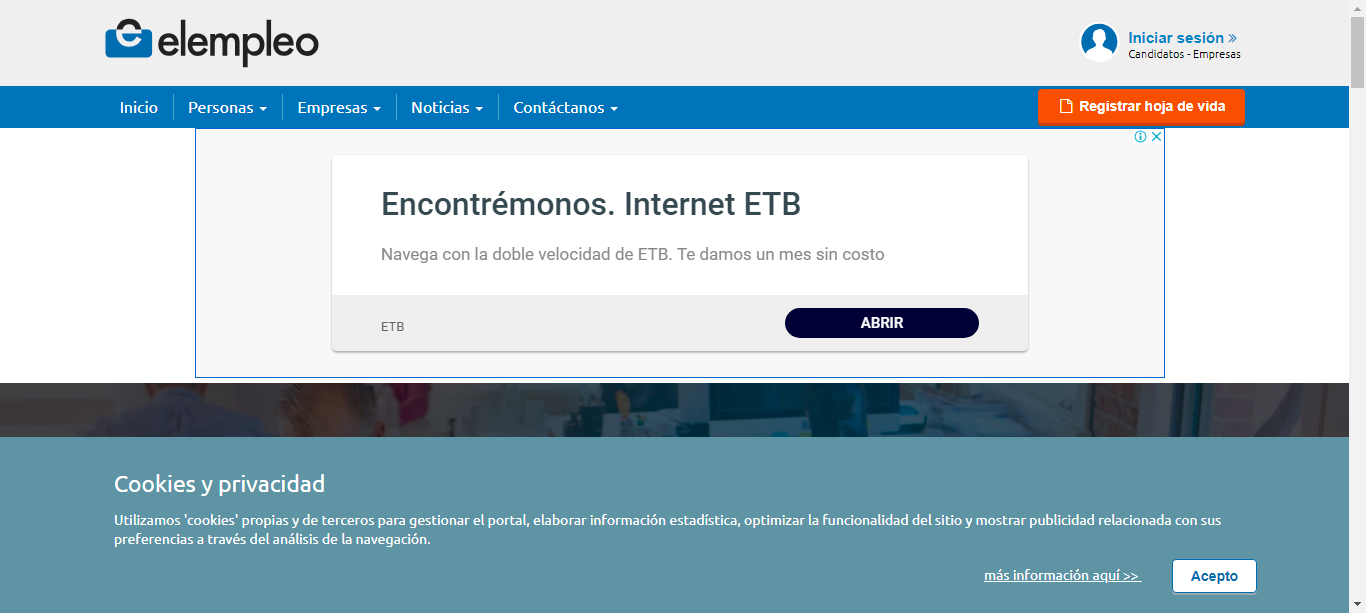 elempleo
Iniciar sesión »
Candidatos - Empresas
Inicio Personas Empresas Noticias Contáctanos Registrar hoja de vida
Encontrémonos. Internet ETB
Navega con la doble velocidad de ETB. Te damos un mes sin costo
ETB ABRIR
Cookies y privacidad
Utilizamos 'cookies' propias y de terceros para gestionar el portal, elaborar información estadística, optimizar la funcionalidad del sitio y mostrar publicidad relacionada con sus
preferencias a través del análisis de la navegación.
más información aquí >> Acepto